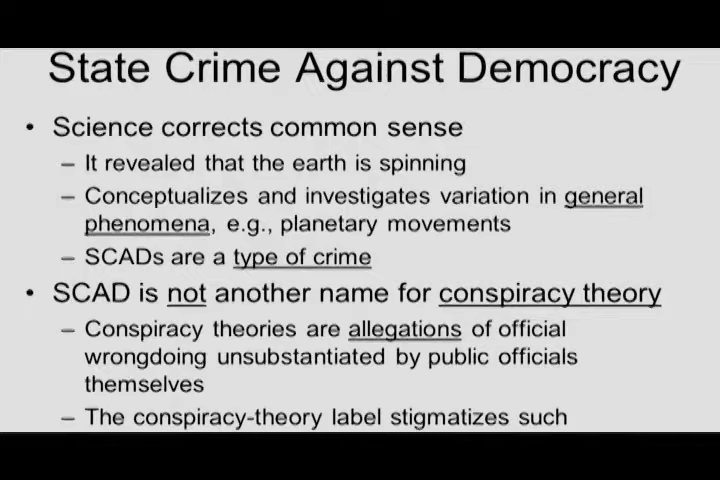 State Crime Against Democracy
• Science corrects common sense
– It revealed that the earth is spinning
– Conceptualizes and investigates variation in general
phenomena, e.g., planetary movements
– SCADs are a type of crime
• SCAD is not another name for conspiracy theory
– Conspiracy theories are allegations of official
wrongdoing unsubstantiated by public officials
themselves
– The conspiracy-theory label stigmatizes such